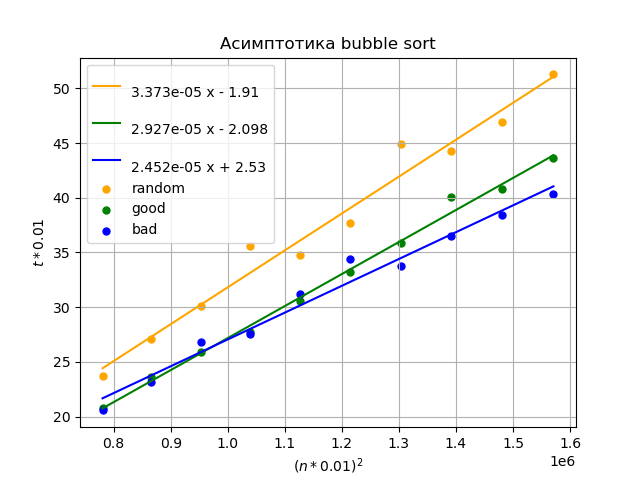 Асимптотика bubble sort
3.373e-05 x - 1.91
2.927e-05 x - 2.098
2.452e-05 x + 2.53
random
good
bad
50
45
40
35
30
25
20
t * 0.01
0.8 0.9 1.0 1.1 1.2 1.3 1.4 1.5 1.6
1e6
(n * 0.01)²